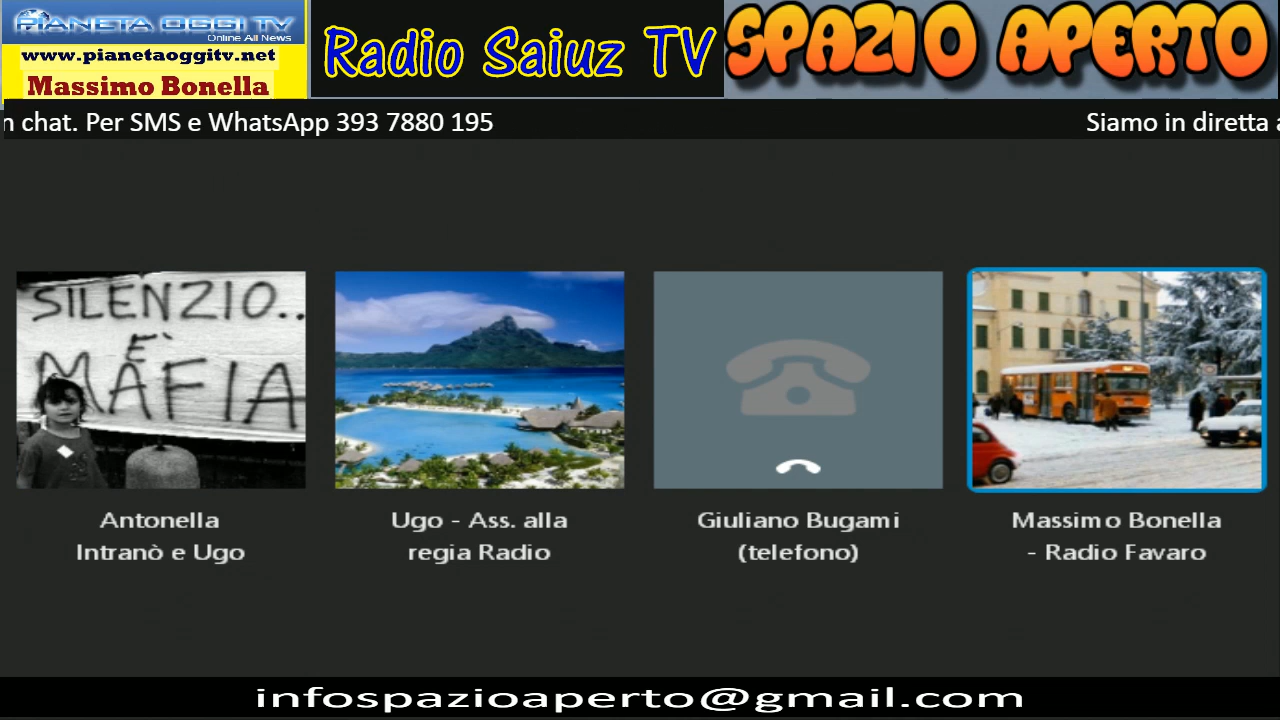 PIANETA OGGI TV
Online All News
www.pianetaoggitv.net
Massimo Bonella
Radio Saiuz TV
SPAZIO APERTO
n chat. Per SMS e WhatsApp 393 7880 195
Siamo in diretta a
SILENZIO..
E'
MAFIA
Antonella
Intranò e Ugo
Ugo - Ass. alla
regia Radio
Giuliano Bugami
(telefono)
Massimo Bonella
- Radio Favaro
infospazioaperto@gmail.com